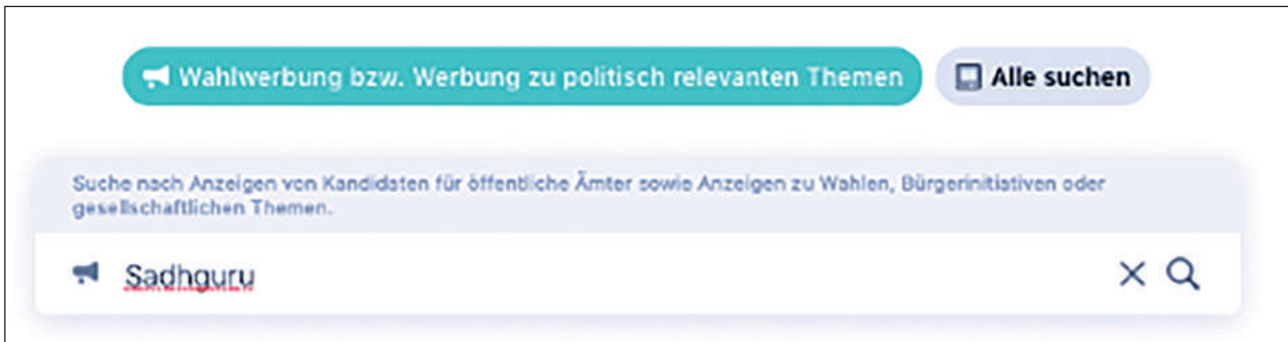 Wahlwerbung bzw. Werbung zu politisch relevanten Themen
Alle suchen
Suche nach Anzeigen von Kandidaten für öffentliche Ämter sowie Anzeigen zu Wahlen, Bürgerinitiativen oder
gesellschaftlichen Themen.
Sadhguru